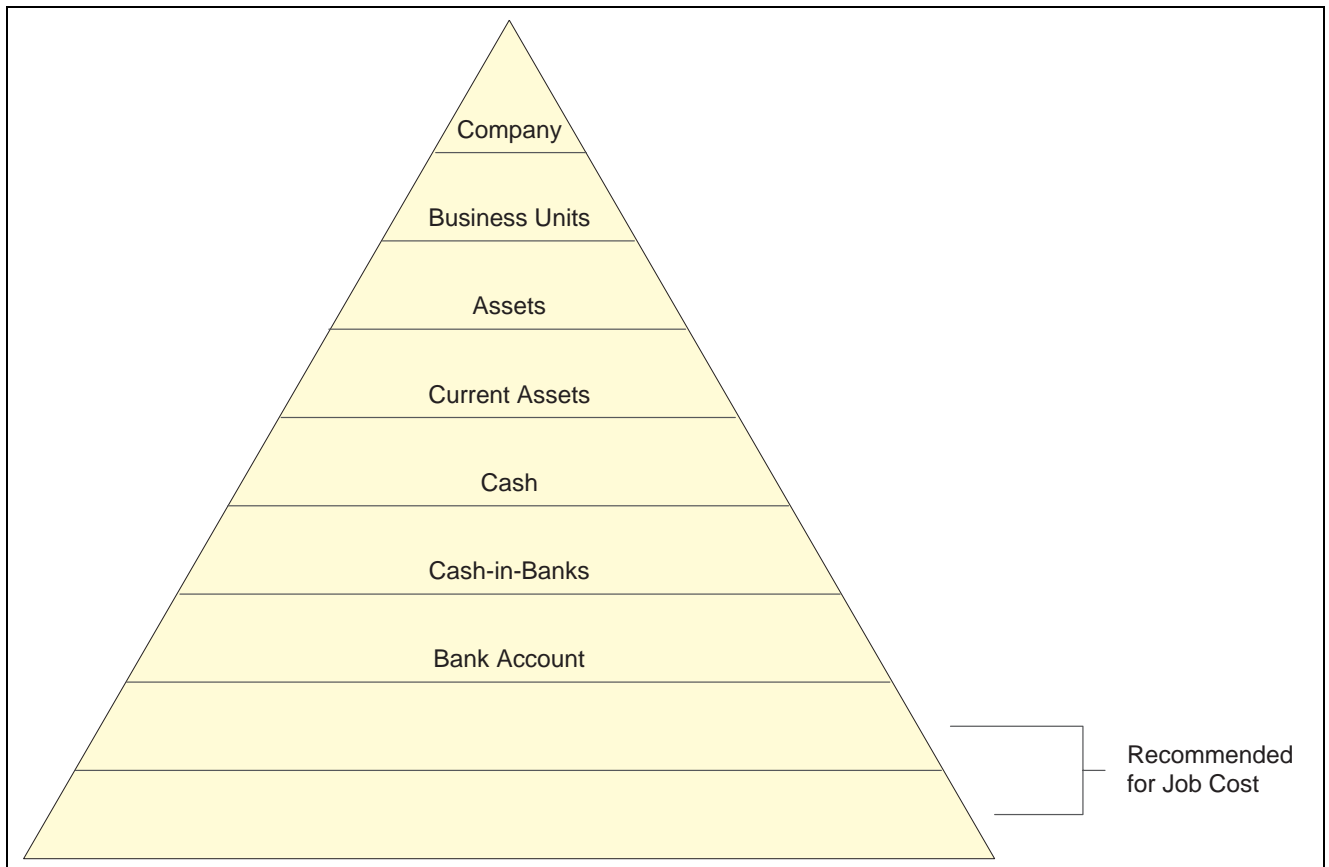 Company
Business Units
Assets
Current Assets
Cash
Cash-in-Banks
Bank Account
Recommended
for Job Cost